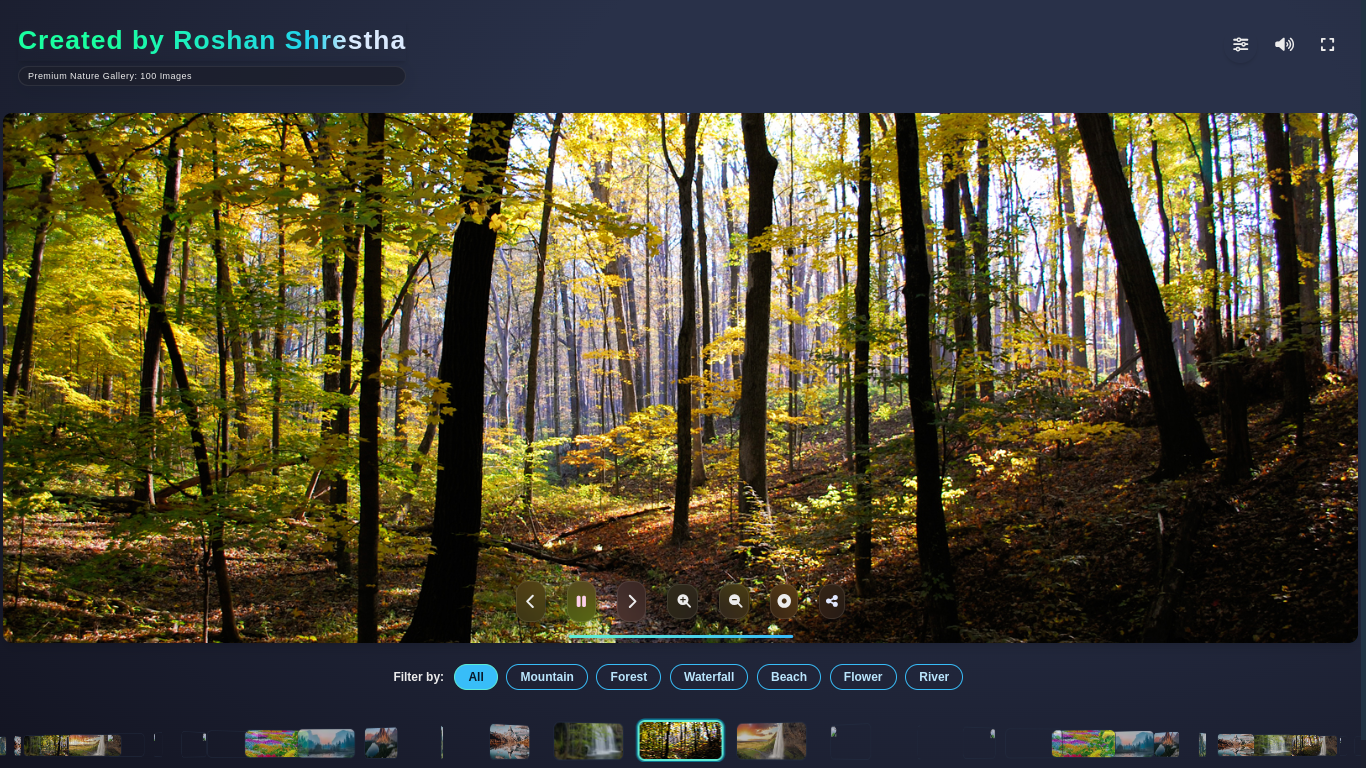 Created by Roshan Shrestha
Premium Nature Gallery: 100 Images
Filter by: All Mountain Forest Waterfall Beach Flower River